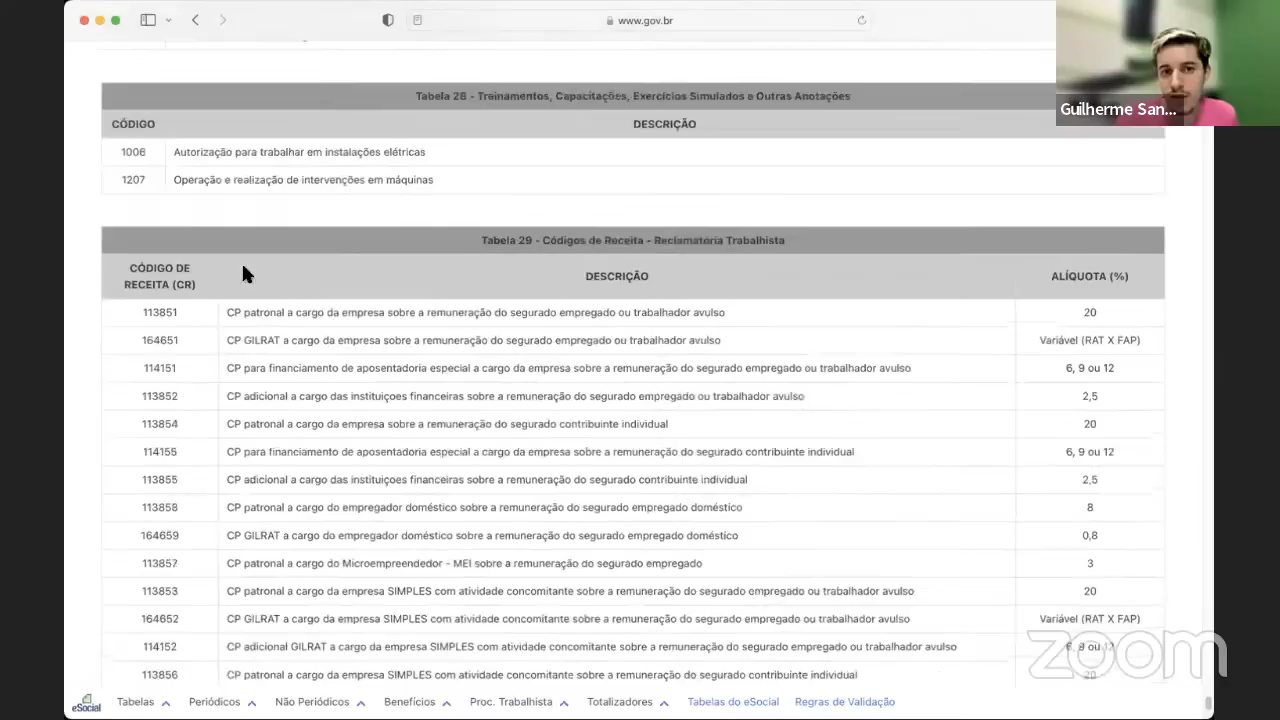 www.gov.br
Guilherme San...
Tabela 28 - Treinamentos, Capacitações, Exercícios Simulados e Outras Anotações
CÓDIGO DESCRIÇÃO
1006 Autorização para trabalhar em instalações elétricas
1207 Operação e realização de intervenções em máquinas
Tabela 29 - Códigos de Receita - Reclamatória Trabalhista
CÓDIGO DE
RECEITA (CR) DESCRIÇÃO ALÍQUOTA (%)
113851 CP patronal a cargo da empresa sobre a remuneração do segurado empregado ou trabalhador avulso 20
164651 CP GILRAT a cargo da empresa sobre a remuneração do segurado empregado ou trabalhador avulso Variável (RAT X FAP)
114151 CP para financiamento de aposentadoria especial a cargo da empresa sobre a remuneração do segurado empregado ou trabalhador avulso 6, 9 ou 12
113852 CP adicional a cargo das instituiçoes financeiras sobre a remuneração do segurado empregado ou trabalhador avulso 2,5
113854 CP patronal a cargo da empresa sobre a remuneração do segurado contribuinte individual 20
114155 CP para financiamento de aposentadoria especial a cargo da empresa sobre a remuneração do segurado contribuinte individual 6, 9 ou 12
113855 CP adicional a cargo das instituiçoes financeiras sobre a remuneração do segurado contribuinte individual 2,5
113858 CP patronal a cargo do empregador doméstico sobre a remuneração do segurado empregado doméstico 8
164659 CP GILRAT a cargo do empregador doméstico sobre a remuneração do segurado empregado doméstico 0,8
113857 CP patronal a cargo do Microempreendedor - MEI sobre a remuneração do segurado empregado 3
113853 CP patronal a cargo da empresa SIMPLES com atividade concomitante sobre a remuneração do segurado empregado ou trabalhador avulso 20
164652 CP GILRAT a cargo da empresa SIMPLES com atividade concomitante sobre a remuneração do segurado empregado ou trabalhador avulso Variável (RAT X FAP)
114152 CP adicional GILRAT a cargo da empresa SIMPLES com atividade concomitante sobre a remuneração do segurado empregado ou trabalhador avulso 6, 9 ou 12
113856 CP patronal a cargo da empresa SIMPLES com atividade concomitante sobre a remuneração do segurado contribuinte individual 20
zoom
eSocial Tabelas Periódicos Não Periódicos Benefícios Proc. Trabalhista Totalizadores Tabelas do eSocial Regras de Validação